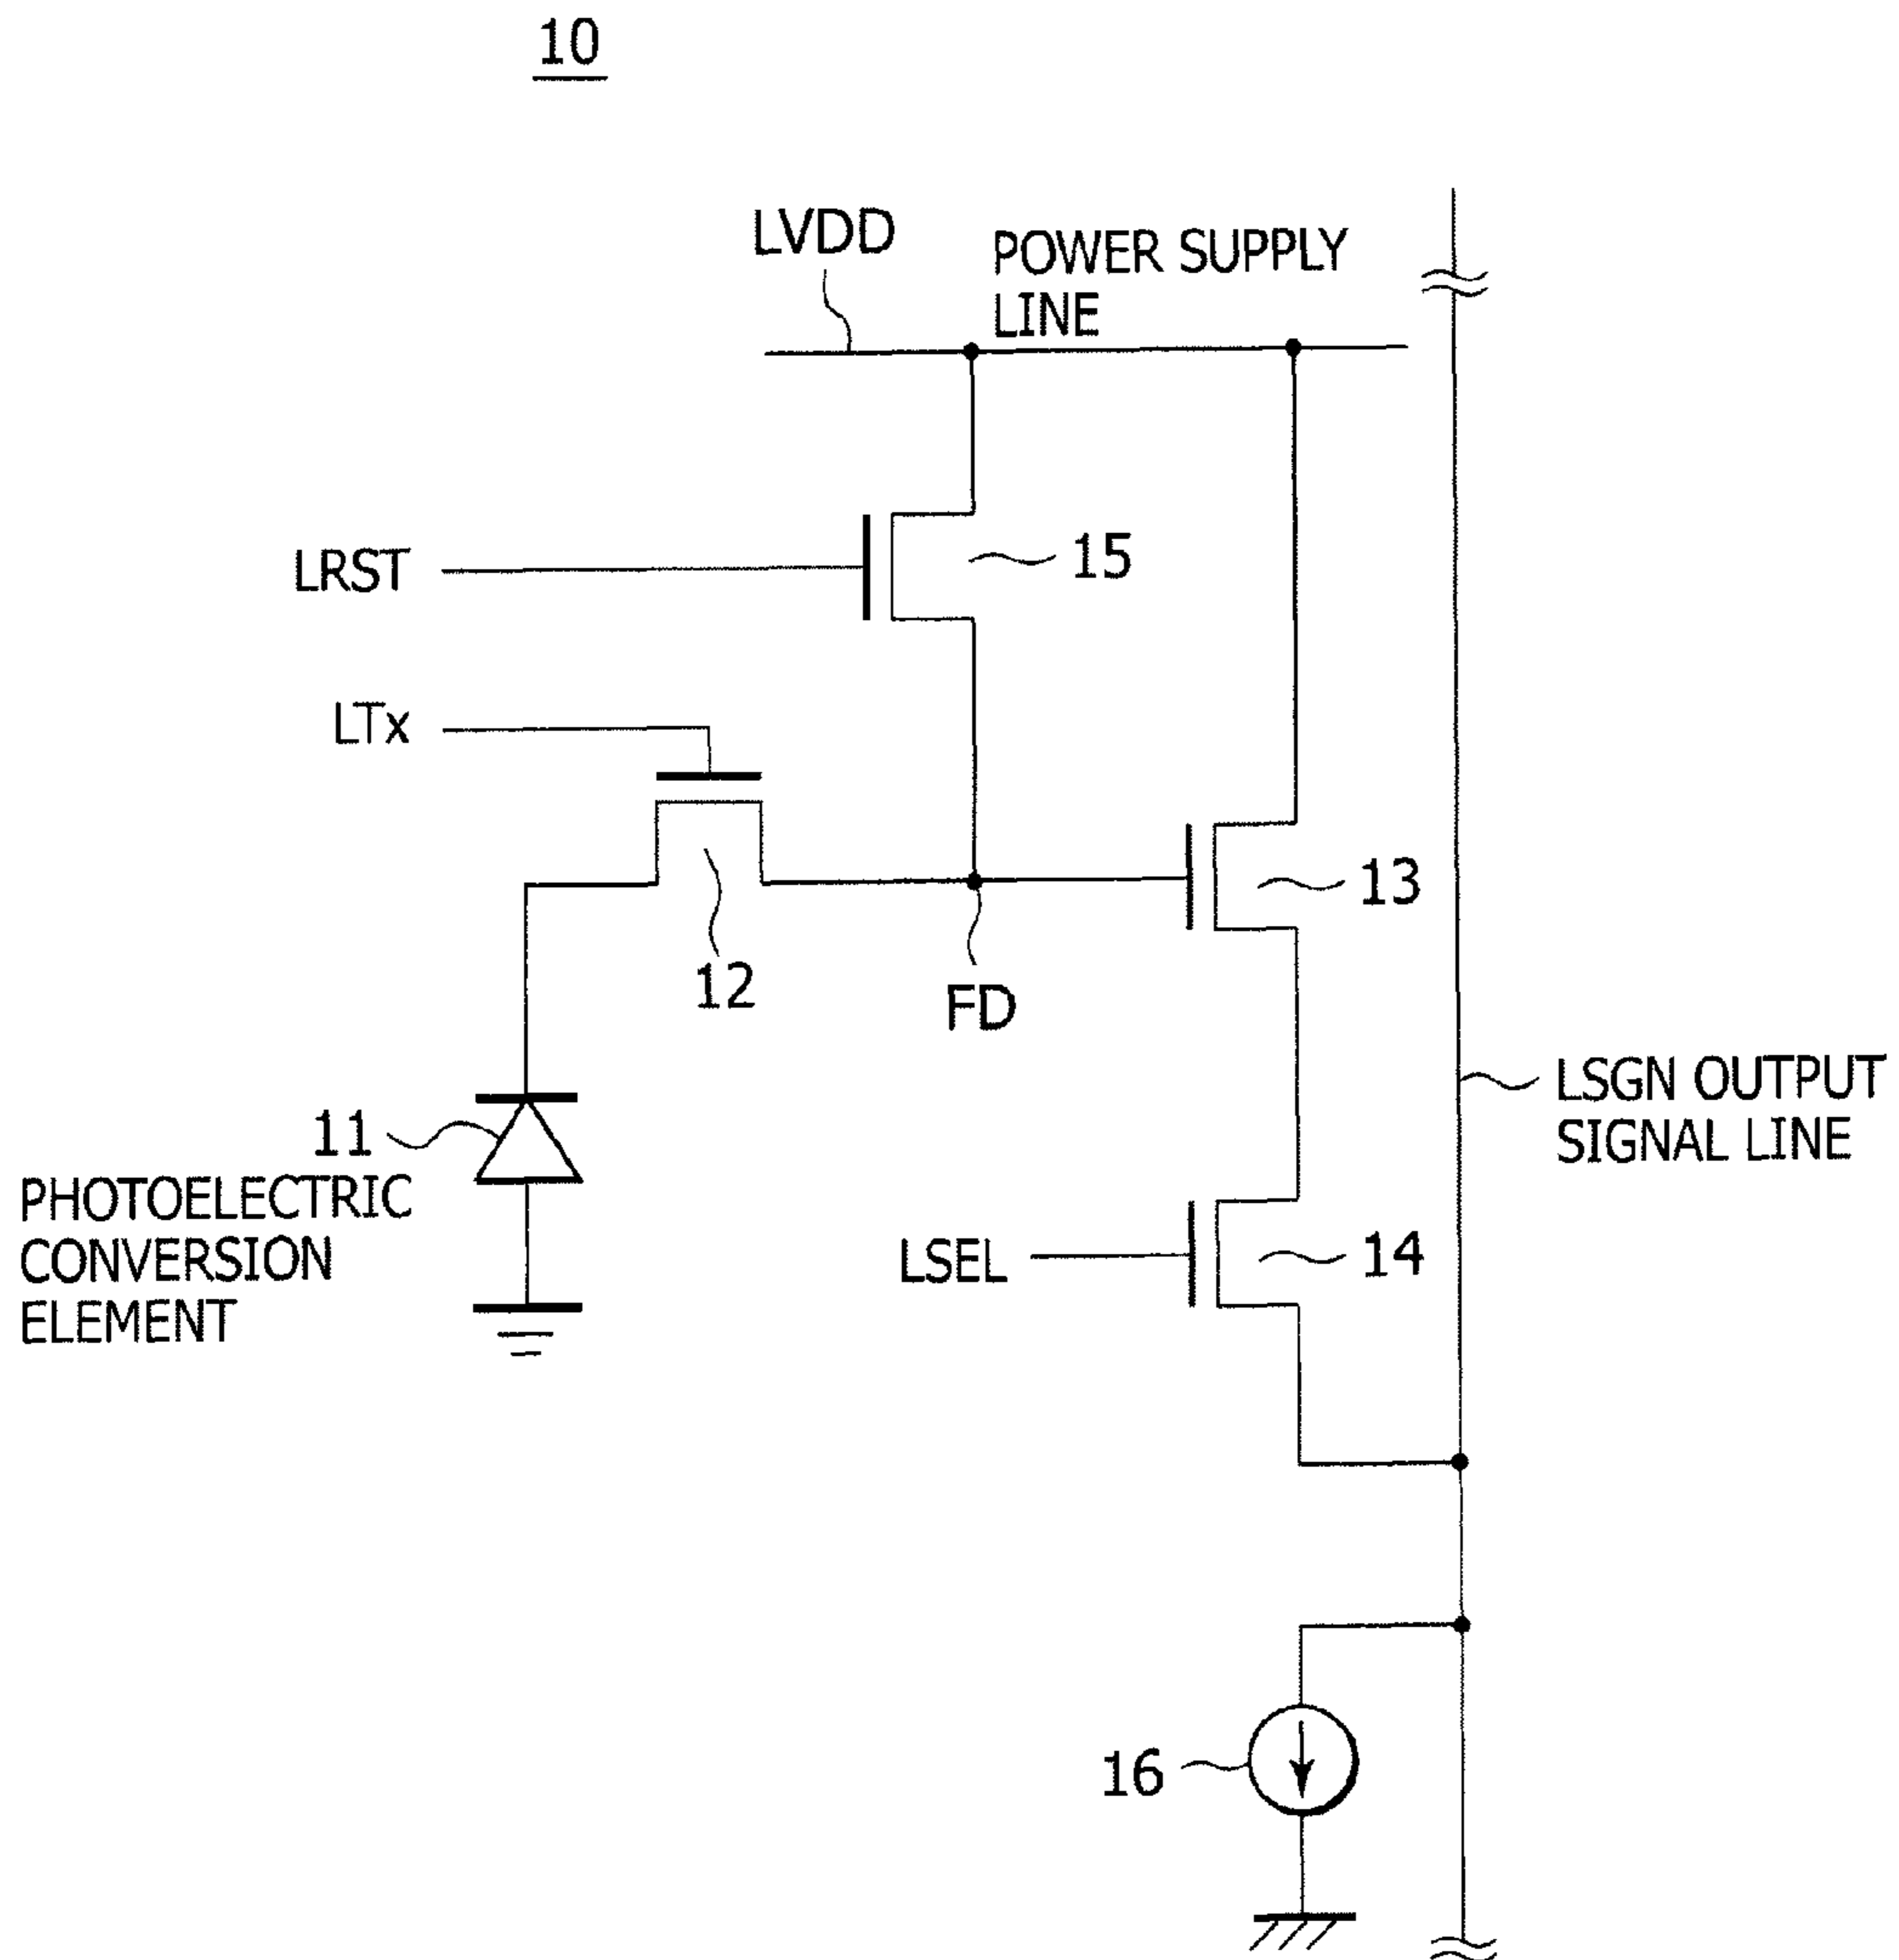 10
LVDD
POWER SUPPLY
LINE
LRST
15
LTx
13
12
FD
LSGN OUTPUT
SIGNAL LINE
11
PHOTOELECTRIC
CONVERSION
ELEMENT
LSEL
14
16